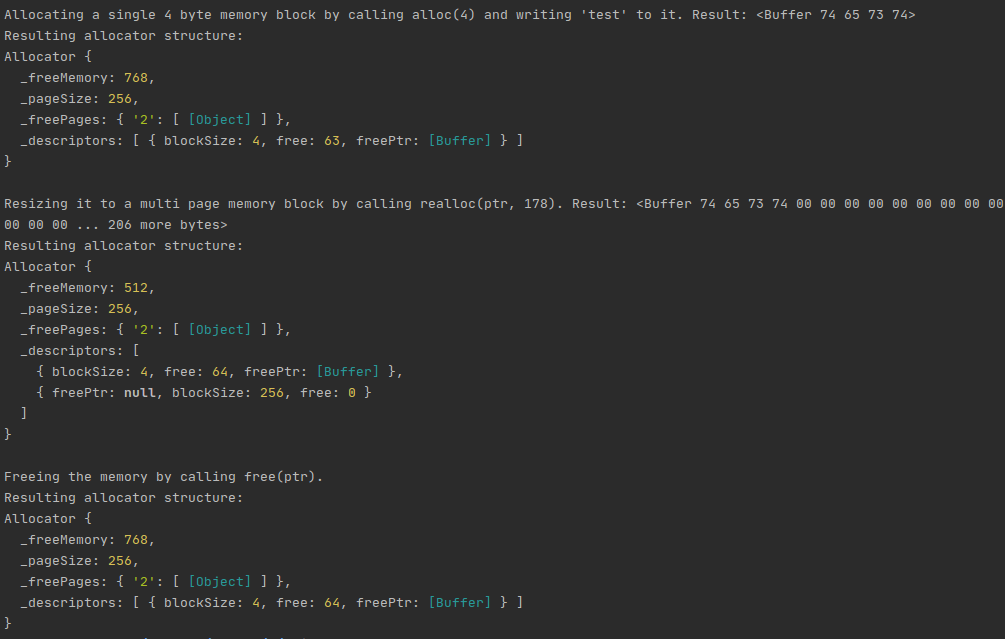 Allocating a single 4 byte memory block by calling alloc(4) and writing 'test' to it. Result: <Buffer 74 65 73 74>
Resulting allocator structure:
Allocator {
  _freeMemory: 768,
  _pageSize: 256,
  _freePages: { '2': [ [Object] ] },
  _descriptors: [ { blockSize: 4, free: 63, freePtr: [Buffer] } ]
}

Resizing it to a multi page memory block by calling realloc(ptr, 178). Result: <Buffer 74 65 73 74 00 00 00 00 00 00 00 00 00
00 00 00 ... 206 more bytes>
Resulting allocator structure:
Allocator {
  _freeMemory: 512,
  _pageSize: 256,
  _freePages: { '2': [ [Object] ] },
  _descriptors: [
    { blockSize: 4, free: 64, freePtr: [Buffer] },
    { freePtr: null, blockSize: 256, free: 0 }
  ]
}

Freeing the memory by calling free(ptr).
Resulting allocator structure:
Allocator {
  _freeMemory: 768,
  _pageSize: 256,
  _freePages: { '2': [ [Object] ] },
  _descriptors: [ { blockSize: 4, free: 64, freePtr: [Buffer] } ]
}